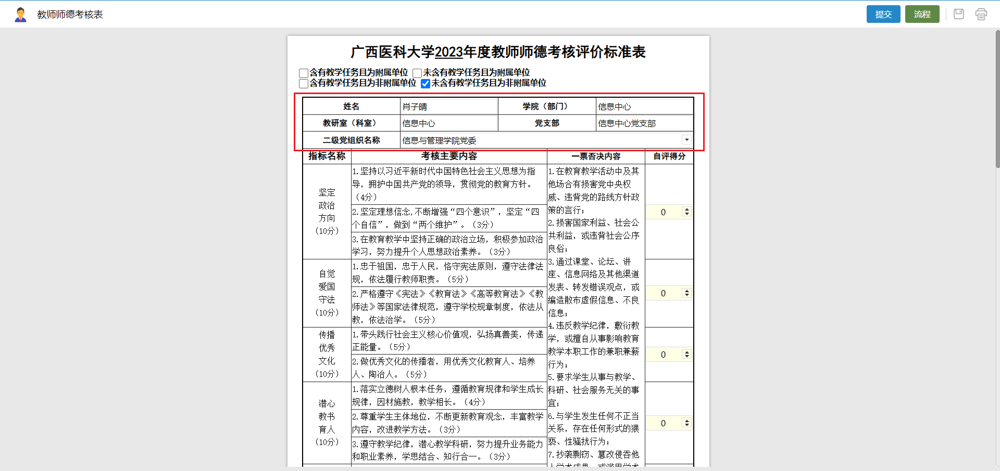 教师师德考核表
提交 流程
广西医科大学2023年度教师师德考核评价标准表
含有教学任务且为附属单位 未含有教学任务且为附属单位
含有教学任务且为非附属单位 未含有教学任务且为非附属单位
姓名 肖子晴 学院（部门） 信息中心
教研室（科室） 信息中心 党支部 信息中心党支部
二级党组织名称 信息与管理学院党委
指标名称 考核主要内容 一票否决内容 自评得分
坚定
政治
方向
（10分）
1.坚持以习近平新时代中国特色社会主义思想为指
导，拥护中国共产党的领导，贯彻党的教育方针。
（4分）
2.坚定理想信念,不断增强“四个意识”，坚定“四
个自信”，做到“两个维护”。（3分）
3.在教育教学中坚持正确的政治立场，积极参加政治
学习，努力提升个人思想政治素养。（3分）
0
自觉
爱国
守法
（10分）
1.忠于祖国，忠于人民，恪守宪法原则，遵守法律法
规，依法履行教师职责。（5分）
2.严格遵守《宪法》《教育法》《高等教育法》《教
师法》等国家法律规范，遵守学校规章制度，依法从
教，依法治学。（5分）
0
传播
优秀
文化
（10分）
1.带头践行社会主义核心价值观，弘扬真善美，传递
正能量。（5分）
2.做优秀文化的传播者，用优秀文化教育人、培养
人、陶冶人。（5分）
0
潜心
教书
育人
（10分）
1.落实立德树人根本任务，遵循教育规律和学生成长
规律，因材施教，教学相长。（4分）
2.尊重学生主体地位，不断更新教育观念，丰富教学
内容，改进教学方法。（3分）
3.遵守教学纪律，潜心教学科研，努力提升业务能力
和职业素养，学思结合、知行合一。（3分）
0
1.在教育教学活动中及其
他场合有损害党中央权
威、违背党的路线方针政
策的言行；
2.损害国家利益、社会公
共利益，或违背社会公序
良俗；
3.通过课堂、论坛、讲
座、信息网络及其他渠道
发表、转发错误观点，或
编造散布虚假信息、不良
信息；
4.违反教学纪律，敷衍教
学，或擅自从事影响教育
教学本职工作的兼职兼薪
行为；
5.要求学生从事与教学、
科研、社会服务无关的事
宜；
6.与学生发生任何不正当
关系，存在任何形式的猥
亵、性骚扰行为；
7.抄袭剽窃、篡改侵吞他